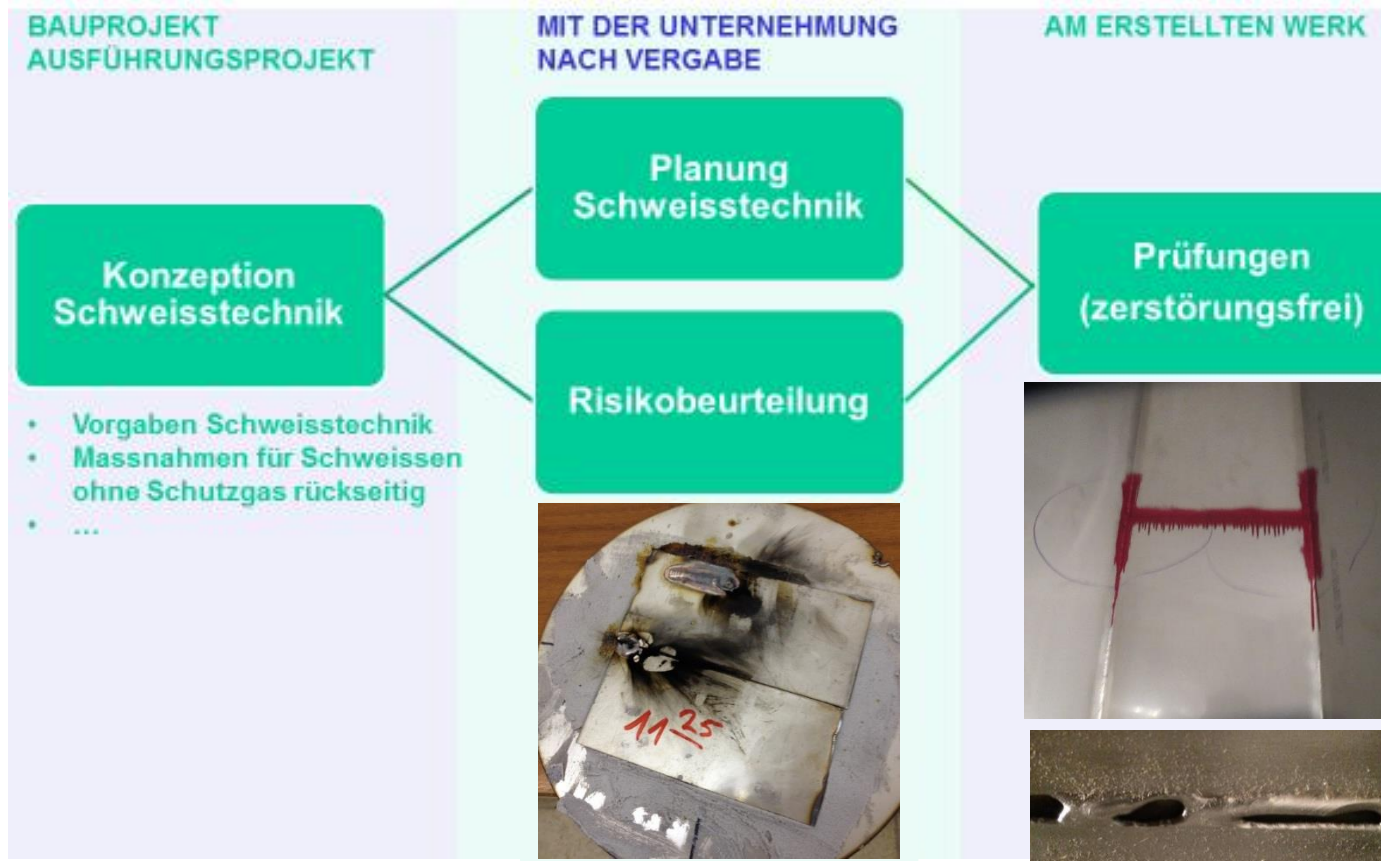 BAUPROJEKT
AUSFÜHRUNGSPROJEKT
MIT DER UNTERNEHMUNG
NACH VERGABE
AM ERSTELLTEN WERK
Konzeption
Schweisstechnik
Planung
Schweisstechnik
Risikobeurteilung
Prüfungen
(zerstörungsfrei)
• Vorgaben Schweisstechnik
• Massnahmen für Schweissen
ohne Schutzgas rückseitig
• ...
11 25